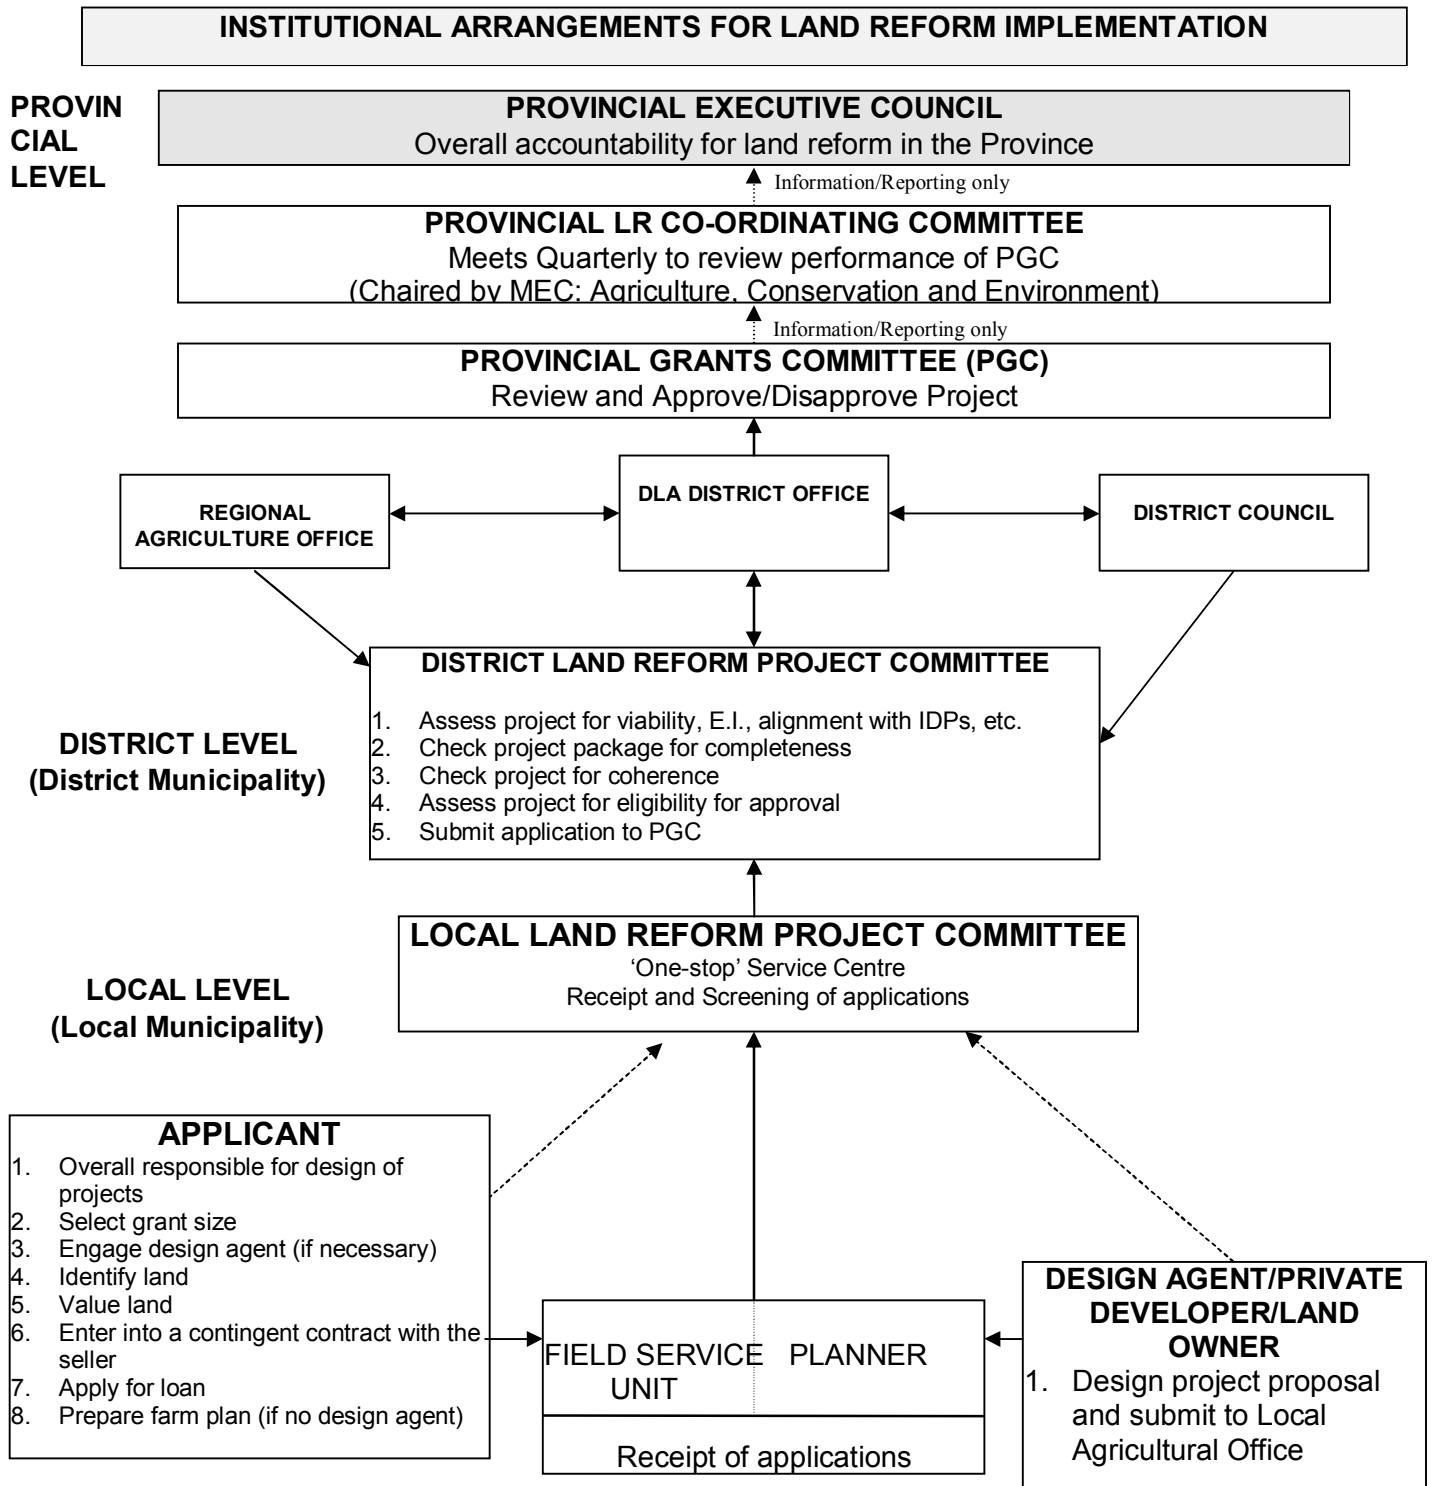 INSTITUTIONAL ARRANGEMENTS FOR LAND REFORM IMPLEMENTATION
PROVIN
CIAL
LEVEL
PROVINCIAL EXECUTIVE COUNCIL
Overall accountability for land reform in the Province
Information/Reporting only
PROVINCIAL LR CO-ORDINATING COMMITTEE
Meets Quarterly to review performance of PGC
(Chaired by MEC: Agriculture, Conservation and Environment)
Information/Reporting only
PROVINCIAL GRANTS COMMITTEE (PGC)
Review and Approve/Disapprove Project
REGIONAL
AGRICULTURE OFFICE
DLA DISTRICT OFFICE
DISTRICT COUNCIL
DISTRICT LEVEL
(District Municipality)
DISTRICT LAND REFORM PROJECT COMMITTEE
1. Assess project for viability, E.I., alignment with IDPs, etc.
2. Check project package for completeness
3. Check project for coherence
4. Assess project for eligibility for approval
5. Submit application to PGC
LOCAL LEVEL
(Local Municipality)
LOCAL LAND REFORM PROJECT COMMITTEE
‘One-stop’ Service Centre
Receipt and Screening of applications
APPLICANT
1. Overall responsible for design of
projects
2. Select grant size
3. Engage design agent (if necessary)
4. Identify land
5. Value land
6. Enter into a contingent contract with the
seller
7. Apply for loan
8. Prepare farm plan (if no design agent)
FIELD SERVICE PLANNER
UNIT
Receipt of applications
DESIGN AGENT/PRIVATE
DEVELOPER/LAND
OWNER
1. Design project proposal
and submit to Local
Agricultural Office